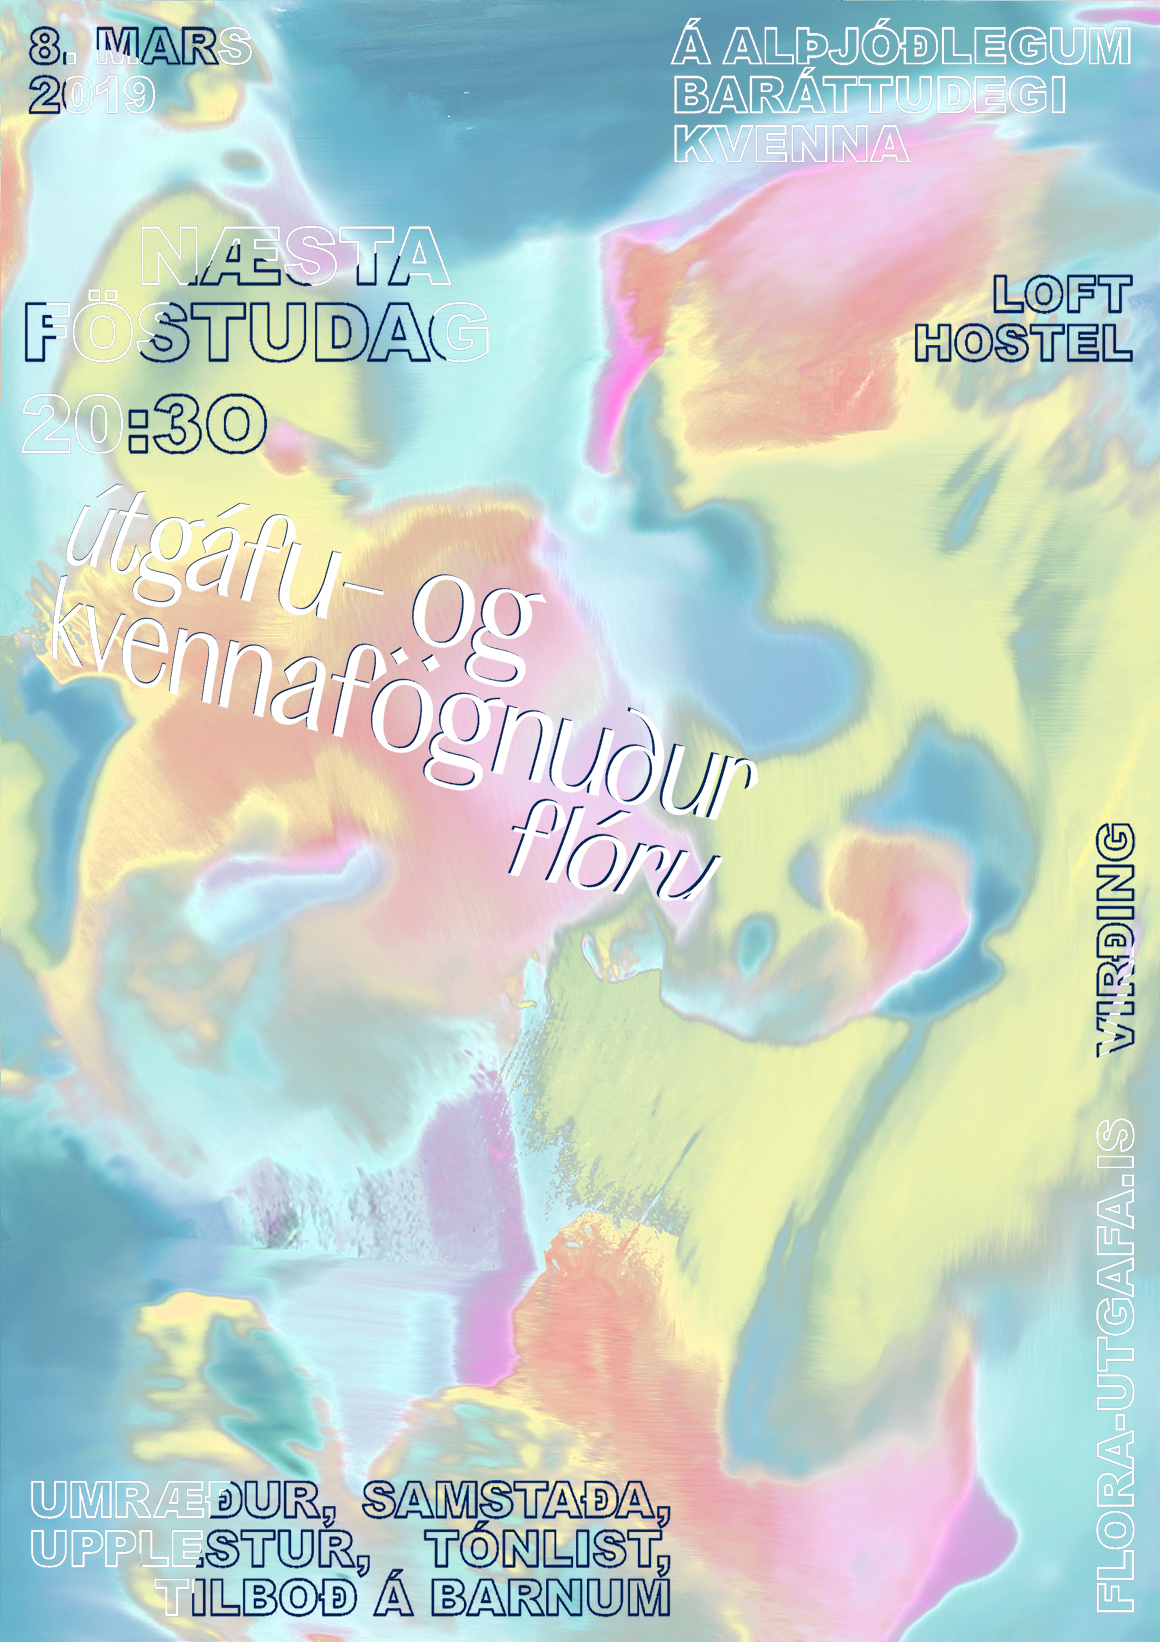 8. MARS
2019
Á ALÞJÓÐLEGUM
BARÁTTUDEGI
KVENNA
NÆSTA
FÖSTUDAG
20:30
LOFT
HOSTEL
útgáfu- og
kvennafögnuður
flóru
VIRÐING
FLORA-UTGAFA.IS
UMRÆÐUR, SAMSTAÐA,
UPPLESTUR, TÓNLIST,
TILBOÐ Á BARNUM